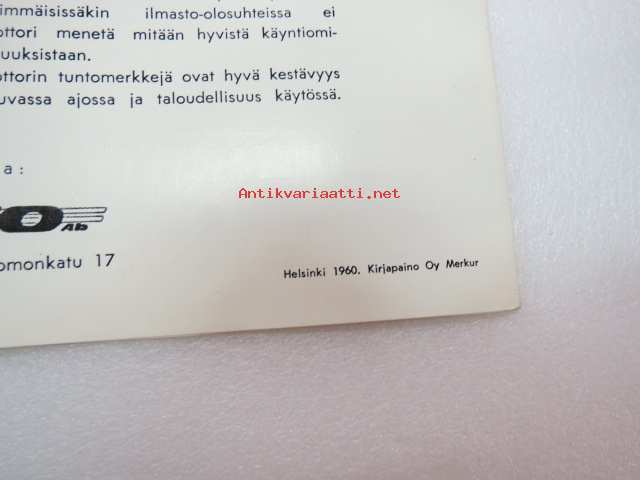 immäisissäkin ilmasto-olosuhteissa ei
ottori menetä mitään hyvistä käyntiomi-
uuksistaan.
ottorin tuntomerkkejä ovat hyvä kestävyys
uvassa ajossa ja taloudellisuus käytössä.
a:
Antikvariaatti.net
O Ab
omonkatu 17
Helsinki 1960. Kirjapaino Oy Merkur